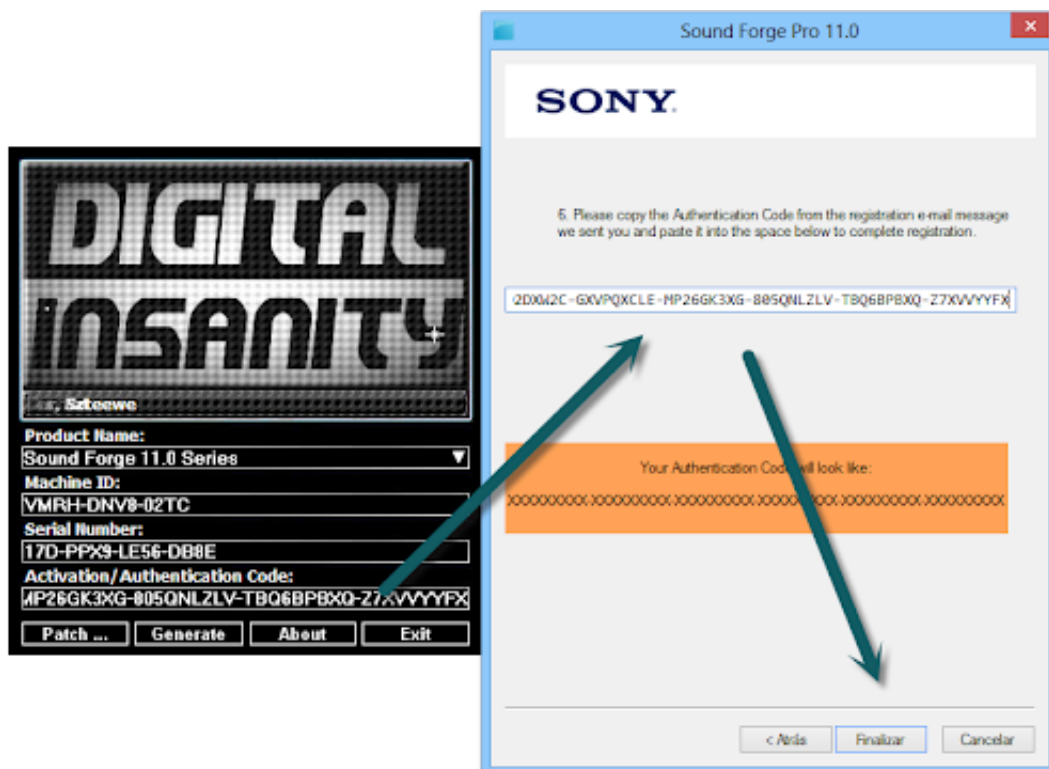 DIGITAL
INSANITY
, Szteewe
Product Name:
Sound Forge 11.0 Series
Machine ID:
VMRH-DNV8-02TC
Serial Number:
17D-PPX9-LE56-DB8E
Activation/Authentication Code:
MP26GK3XG-805QNLZLV-TBQ6BPBXQ-Z7XVVYYFX
Patch ... Generate About Exit
Sound Forge Pro 11.0
SONY
6. Please copy the Authentication Code from the registration e-mail message
we sent you and paste it into the space below to complete registration.
2DXW2C-GXVPQXCLE-MP26GK3XG-805QNLZLV-TBQ6BPBXQ-Z7XVVYYFX
Your Authentication Code will look like:
XXXXXXXXX-XXXXXXXXX-XXXXXXXXX-XXXXXXXXX-XXXXXXXXX-XXXXXXXXX
< Atrás Finalizar Cancelar